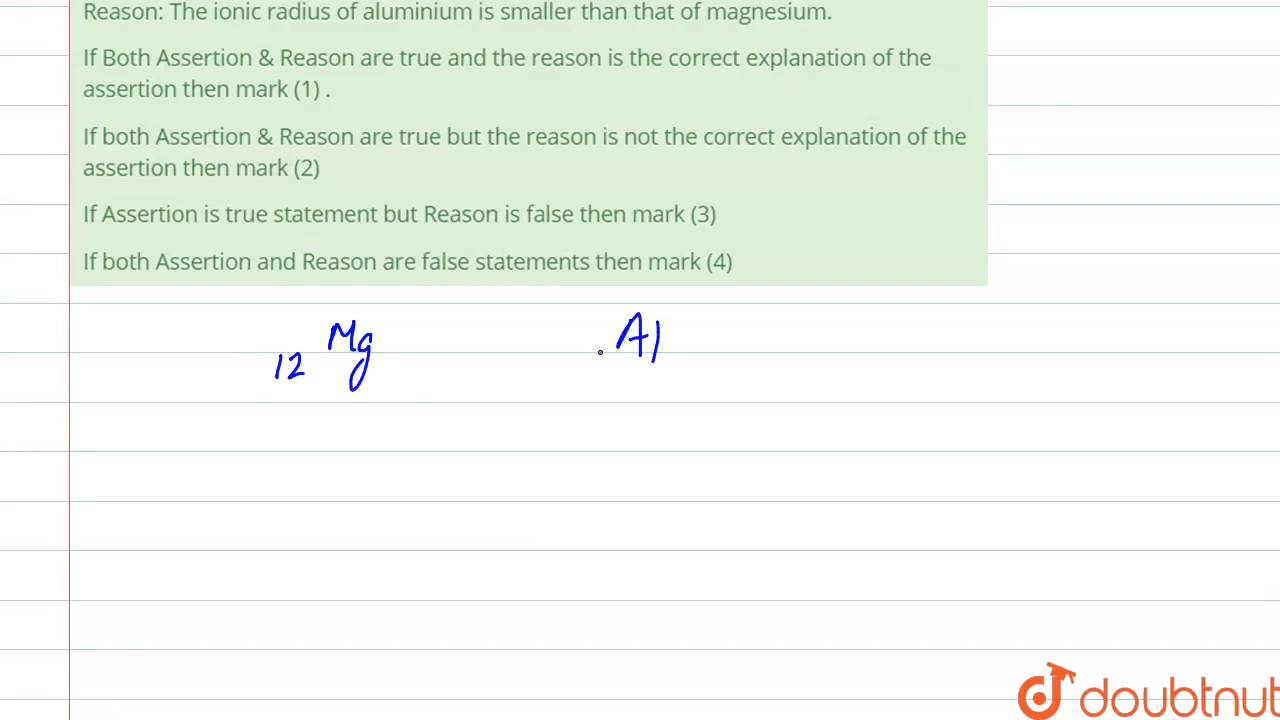 Reason: The ionic radius of aluminium is smaller than that of magnesium.
If Both Assertion & Reason are true and the reason is the correct explanation of the
assertion then mark (1) .
If both Assertion & Reason are true but the reason is not the correct explanation of the
assertion then mark (2)
If Assertion is true statement but Reason is false then mark (3)
If both Assertion and Reason are false statements then mark (4)
12 Mg Al
doubtnut